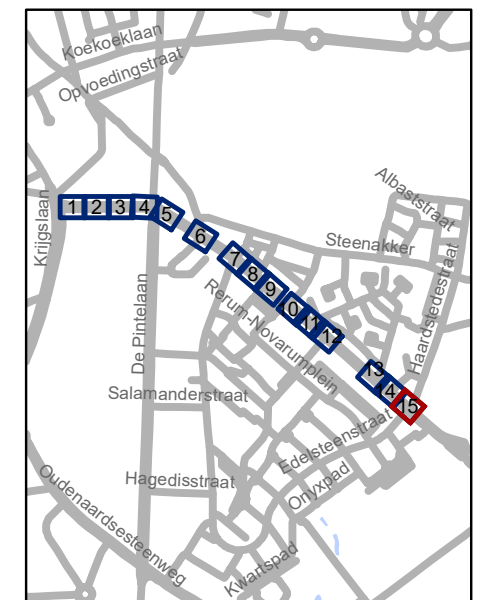 Koekoeklaan
Opvoedingstraat
Krijgslaan
1 2 3 4 5
6
7
8
9
10
11
12
13
14
15
Albaststraat
Steenakker
Haardstedestraat
De Pintelaan
Rerum-Novarumplein
Salamanderstraat
Edelsteenstraat
Hagedisstraat
Onyxpad
Oudenaardsesteenweg
Kwartspad